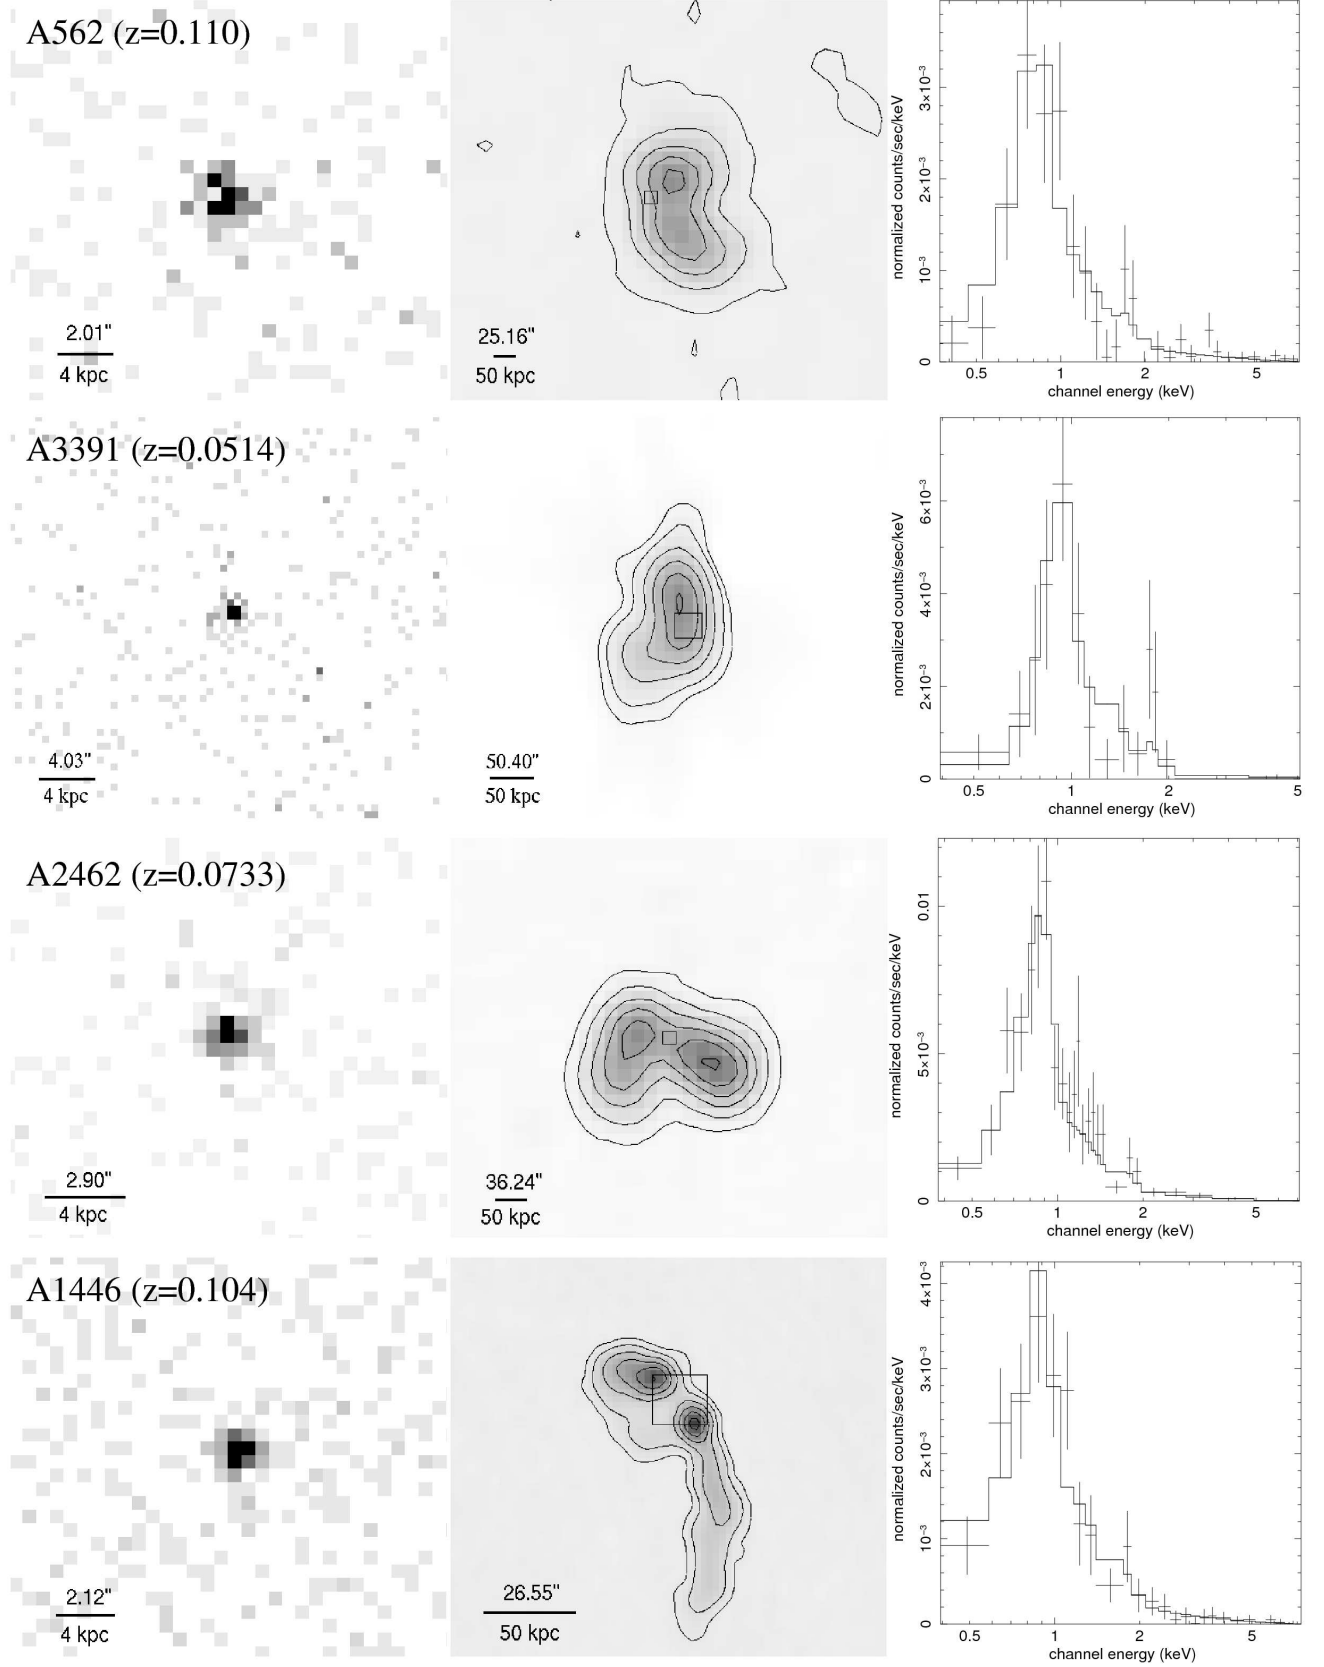 A562 (z=0.110)
2.01"
4 kpc
25.16"
50 kpc
normalized counts/sec/keV
3×10⁻³
2×10⁻³
10⁻³
0
0.5 1 2 5
channel energy (keV)
A3391 (z=0.0514)
4.03"
4 kpc
50.40"
50 kpc
normalized counts/sec/keV
6×10⁻³
4×10⁻³
2×10⁻³
0
0.5 1 2 5
channel energy (keV)
A2462 (z=0.0733)
2.90"
4 kpc
36.24"
50 kpc
normalized counts/sec/keV
0.01
5×10⁻³
0
0.5 1 2 5
channel energy (keV)
A1446 (z=0.104)
2.12"
4 kpc
26.55"
50 kpc
normalized counts/sec/keV
4×10⁻³
3×10⁻³
2×10⁻³
10⁻³
0
0.5 1 2 5
channel energy (keV)